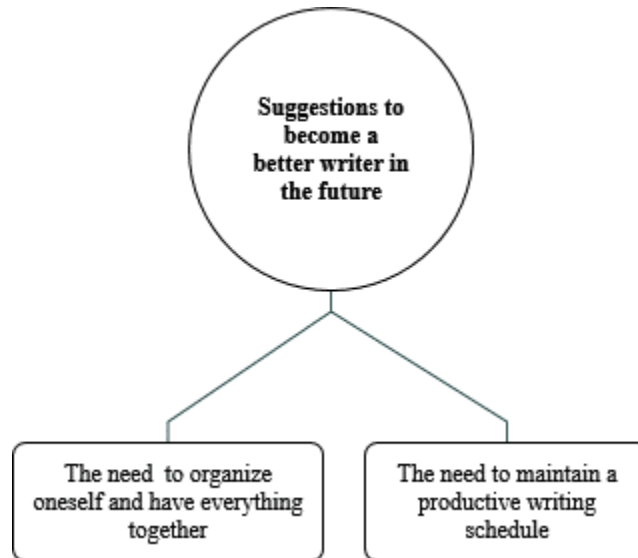 Suggestions to
become a
better writer in
the future
The need to organize
oneself and have everything
together
The need to maintain a
productive writing
schedule